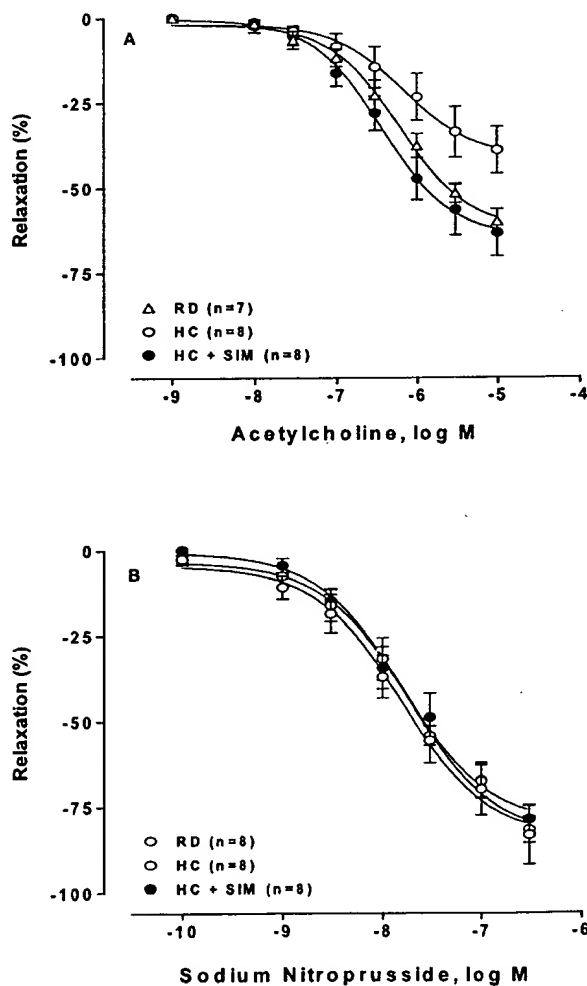 A
Relaxation (%)
0
-25
-50
-75
-100
RD (n=7)
HC (n=8)
HC + SIM (n=8)
-9 -8 -7 -6 -5 -4
Acetylcholine, log M
B
Relaxation (%)
0
-25
-50
-75
-100
RD (n=8)
HC (n=8)
HC + SIM (n=8)
-10 -9 -8 -7 -6
Sodium Nitroprusside, log M